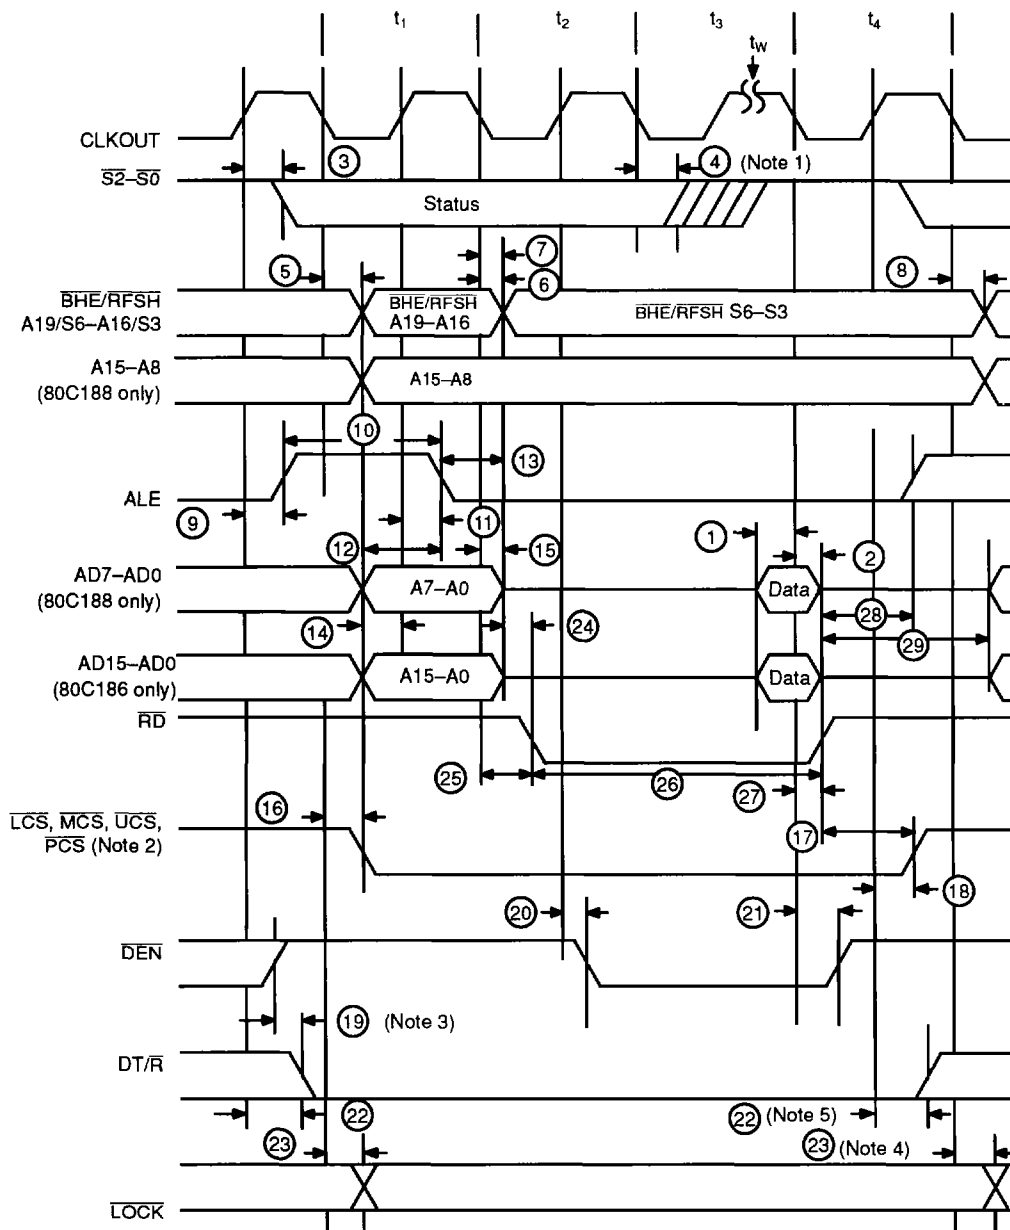 t1 t2 t3 t4
tW
CLKOUT
3 4 (Note 1)
S2–S0
Status
7
5 6 8
BHE/RFSH
A19/S6–A16/S3
BHE/RFSH
A19–A16
BHE/RFSH S6–S3
A15–A8
(80C188 only)
A15–A8
10
13
ALE
9 11
1
12 15 2
AD7–AD0
(80C188 only)
A7–A0
Data
28
14 24
29
AD15–AD0
(80C186 only)
A15–A0
Data
RD
25 26
27
16
LCS, MCS, UCS,
PCS (Note 2)
17
18
20 21
DEN
19 (Note 3)
DT/R
22 22 (Note 5)
23 23 (Note 4)
LOCK